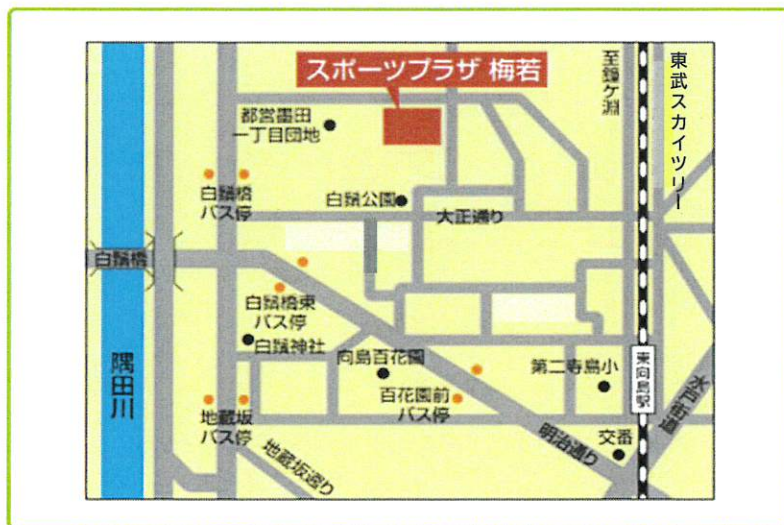 スポーツプラザ 梅若
至鐘ケ淵
東武スカイツリー
都営墨田
一丁目団地
白鬚橋
バス停
白鬚公園
大正通り
白鬚橋
白鬚橋東
バス停
白鬚神社
向島百花園
第二寺島小
東向島駅
隅田川
地蔵坂
バス停
百花園前
バス停
水戸街道
明治通り
交番
地蔵坂通り